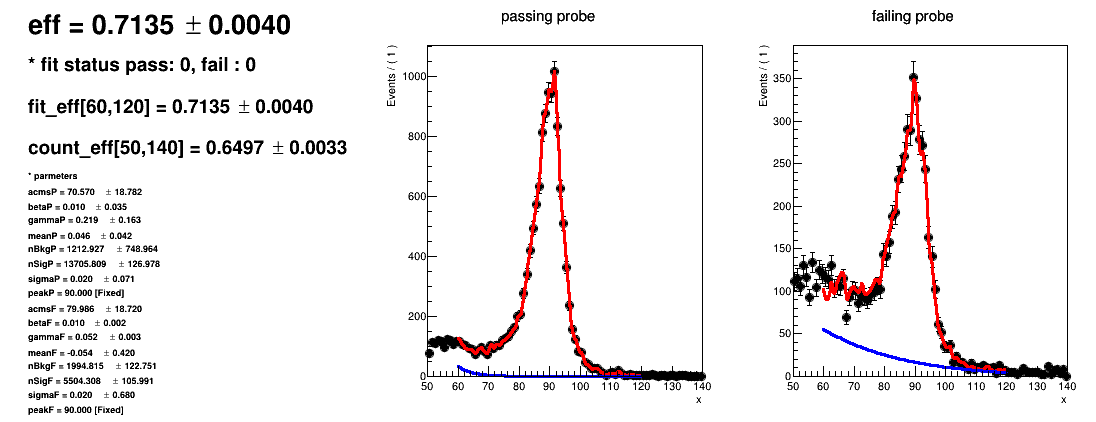 eff = 0.7135 ± 0.0040
* fit status pass: 0, fail : 0
fit_eff[60,120] = 0.7135 ± 0.0040
count_eff[50,140] = 0.6497 ± 0.0033
* parmeters
acmsP = 70.570 ± 18.782
betaP = 0.010 ± 0.035
gammaP = 0.219 ± 0.163
meanP = 0.046 ± 0.042
nBkgP = 1212.927 ± 748.964
nSigP = 13705.809 ± 126.978
sigmaP = 0.020 ± 0.071
peakP = 90.000 [Fixed]
acmsF = 79.986 ± 18.720
betaF = 0.010 ± 0.002
gammaF = 0.052 ± 0.003
meanF = -0.054 ± 0.420
nBkgF = 1994.815 ± 122.751
nSigF = 5504.308 ± 105.991
sigmaF = 0.020 ± 0.680
peakF = 90.000 [Fixed]
passing probe
Events / ( 1 )
1000
800
600
400
200
0
50 60 70 80 90 100 110 120 130 140
x
failing probe
Events / ( 1 )
350
300
250
200
150
100
50
0
50 60 70 80 90 100 110 120 130 140
x